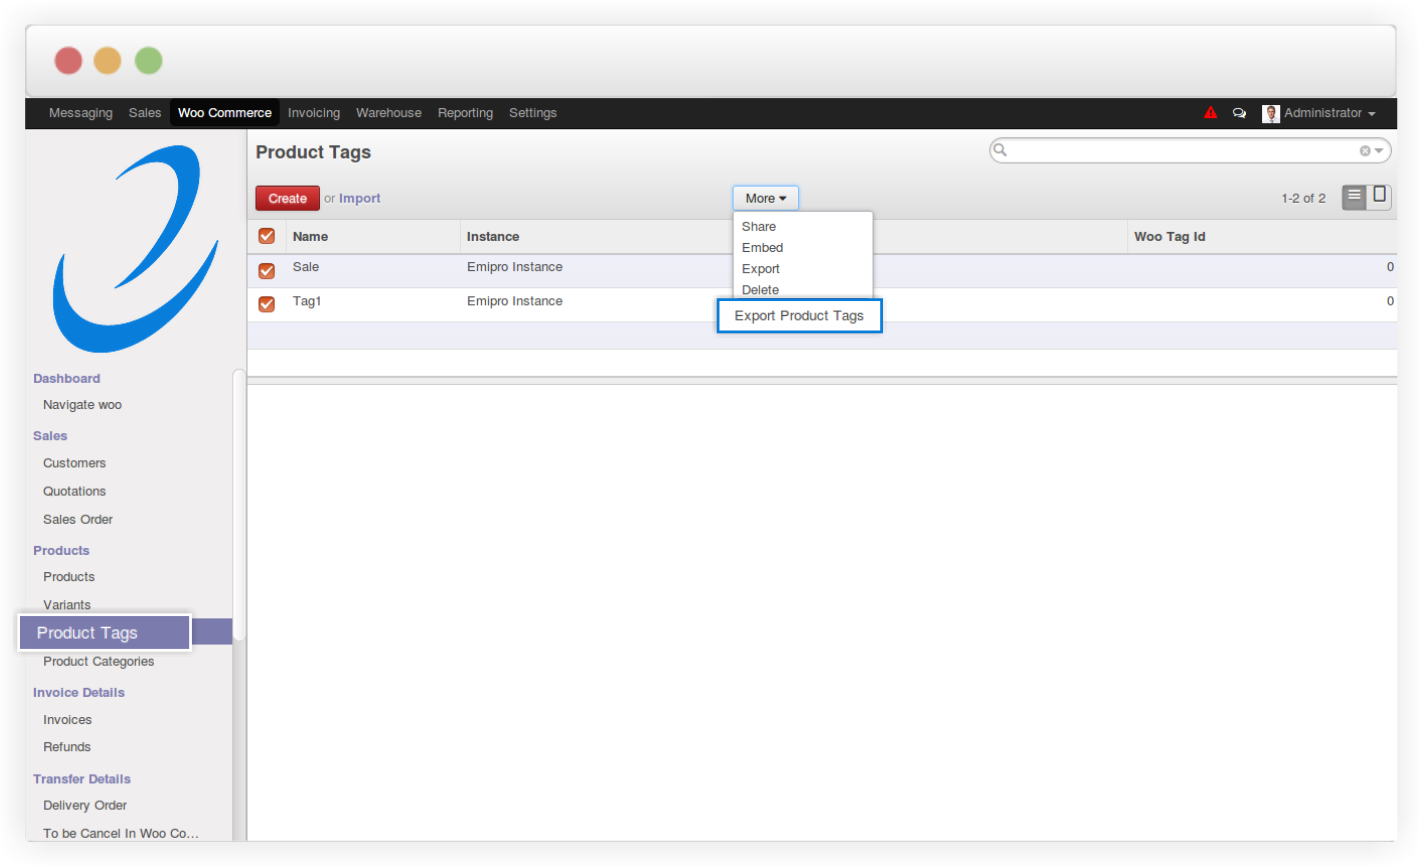 Messaging Sales Woo Commerce Invoicing Warehouse Reporting Settings Administrator
Product Tags
Create or Import More 1-2 of 2
Share
Embed
Export
Delete
Export Product Tags
Name Instance Woo Tag Id
Sale Emipro Instance 0
Tag1 Emipro Instance 0
Dashboard
Navigate woo
Sales
Customers
Quotations
Sales Order
Products
Products
Variants
Product Tags
Product Categories
Invoice Details
Invoices
Refunds
Transfer Details
Delivery Order
To be Cancel In Woo Co...